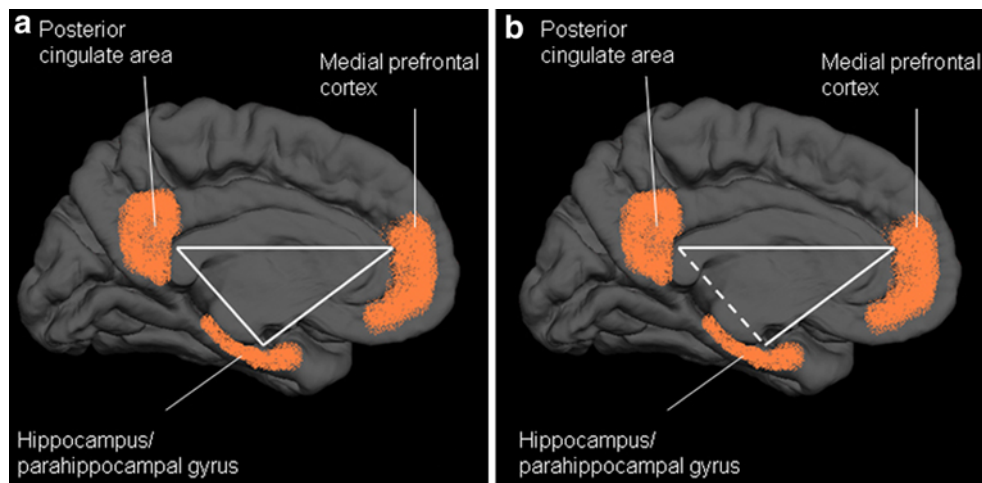 a
Posterior
cingulate area
Medial prefrontal
cortex
Hippocampus/
parahippocampal gyrus
b
Posterior
cingulate area
Medial prefrontal
cortex
Hippocampus/
parahippocampal gyrus